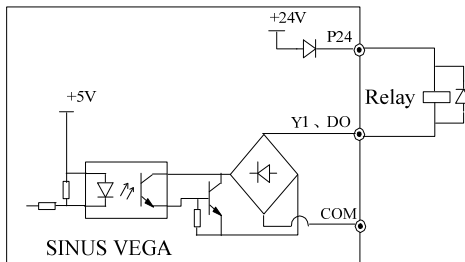 +24V
P24
+5V
Relay
Y1、DO
COM
SINUS VEGA